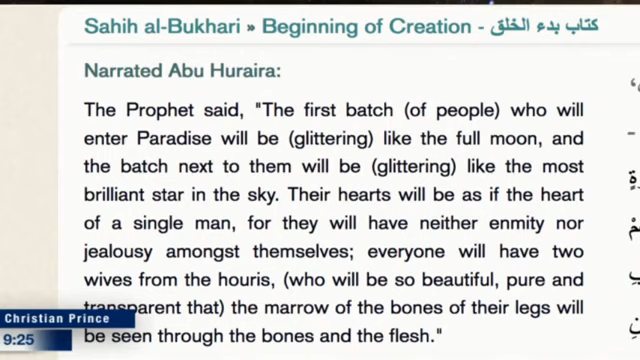 Sahih al-Bukhari » Beginning of Creation - كتاب بدء الخلق
Narrated Abu Huraira:
The Prophet said, "The first batch (of people) who will
enter Paradise will be (glittering) like the full moon, and
the batch next to them will be (glittering) like the most
brilliant star in the sky. Their hearts will be as if the heart
of a single man, for they will have neither enmity nor
jealousy amongst themselves; everyone will have two
wives from the houris, (who will be so beautiful, pure and
transparent that) the marrow of the bones of their legs will
be seen through the bones and the flesh."
Christian Prince
9:25